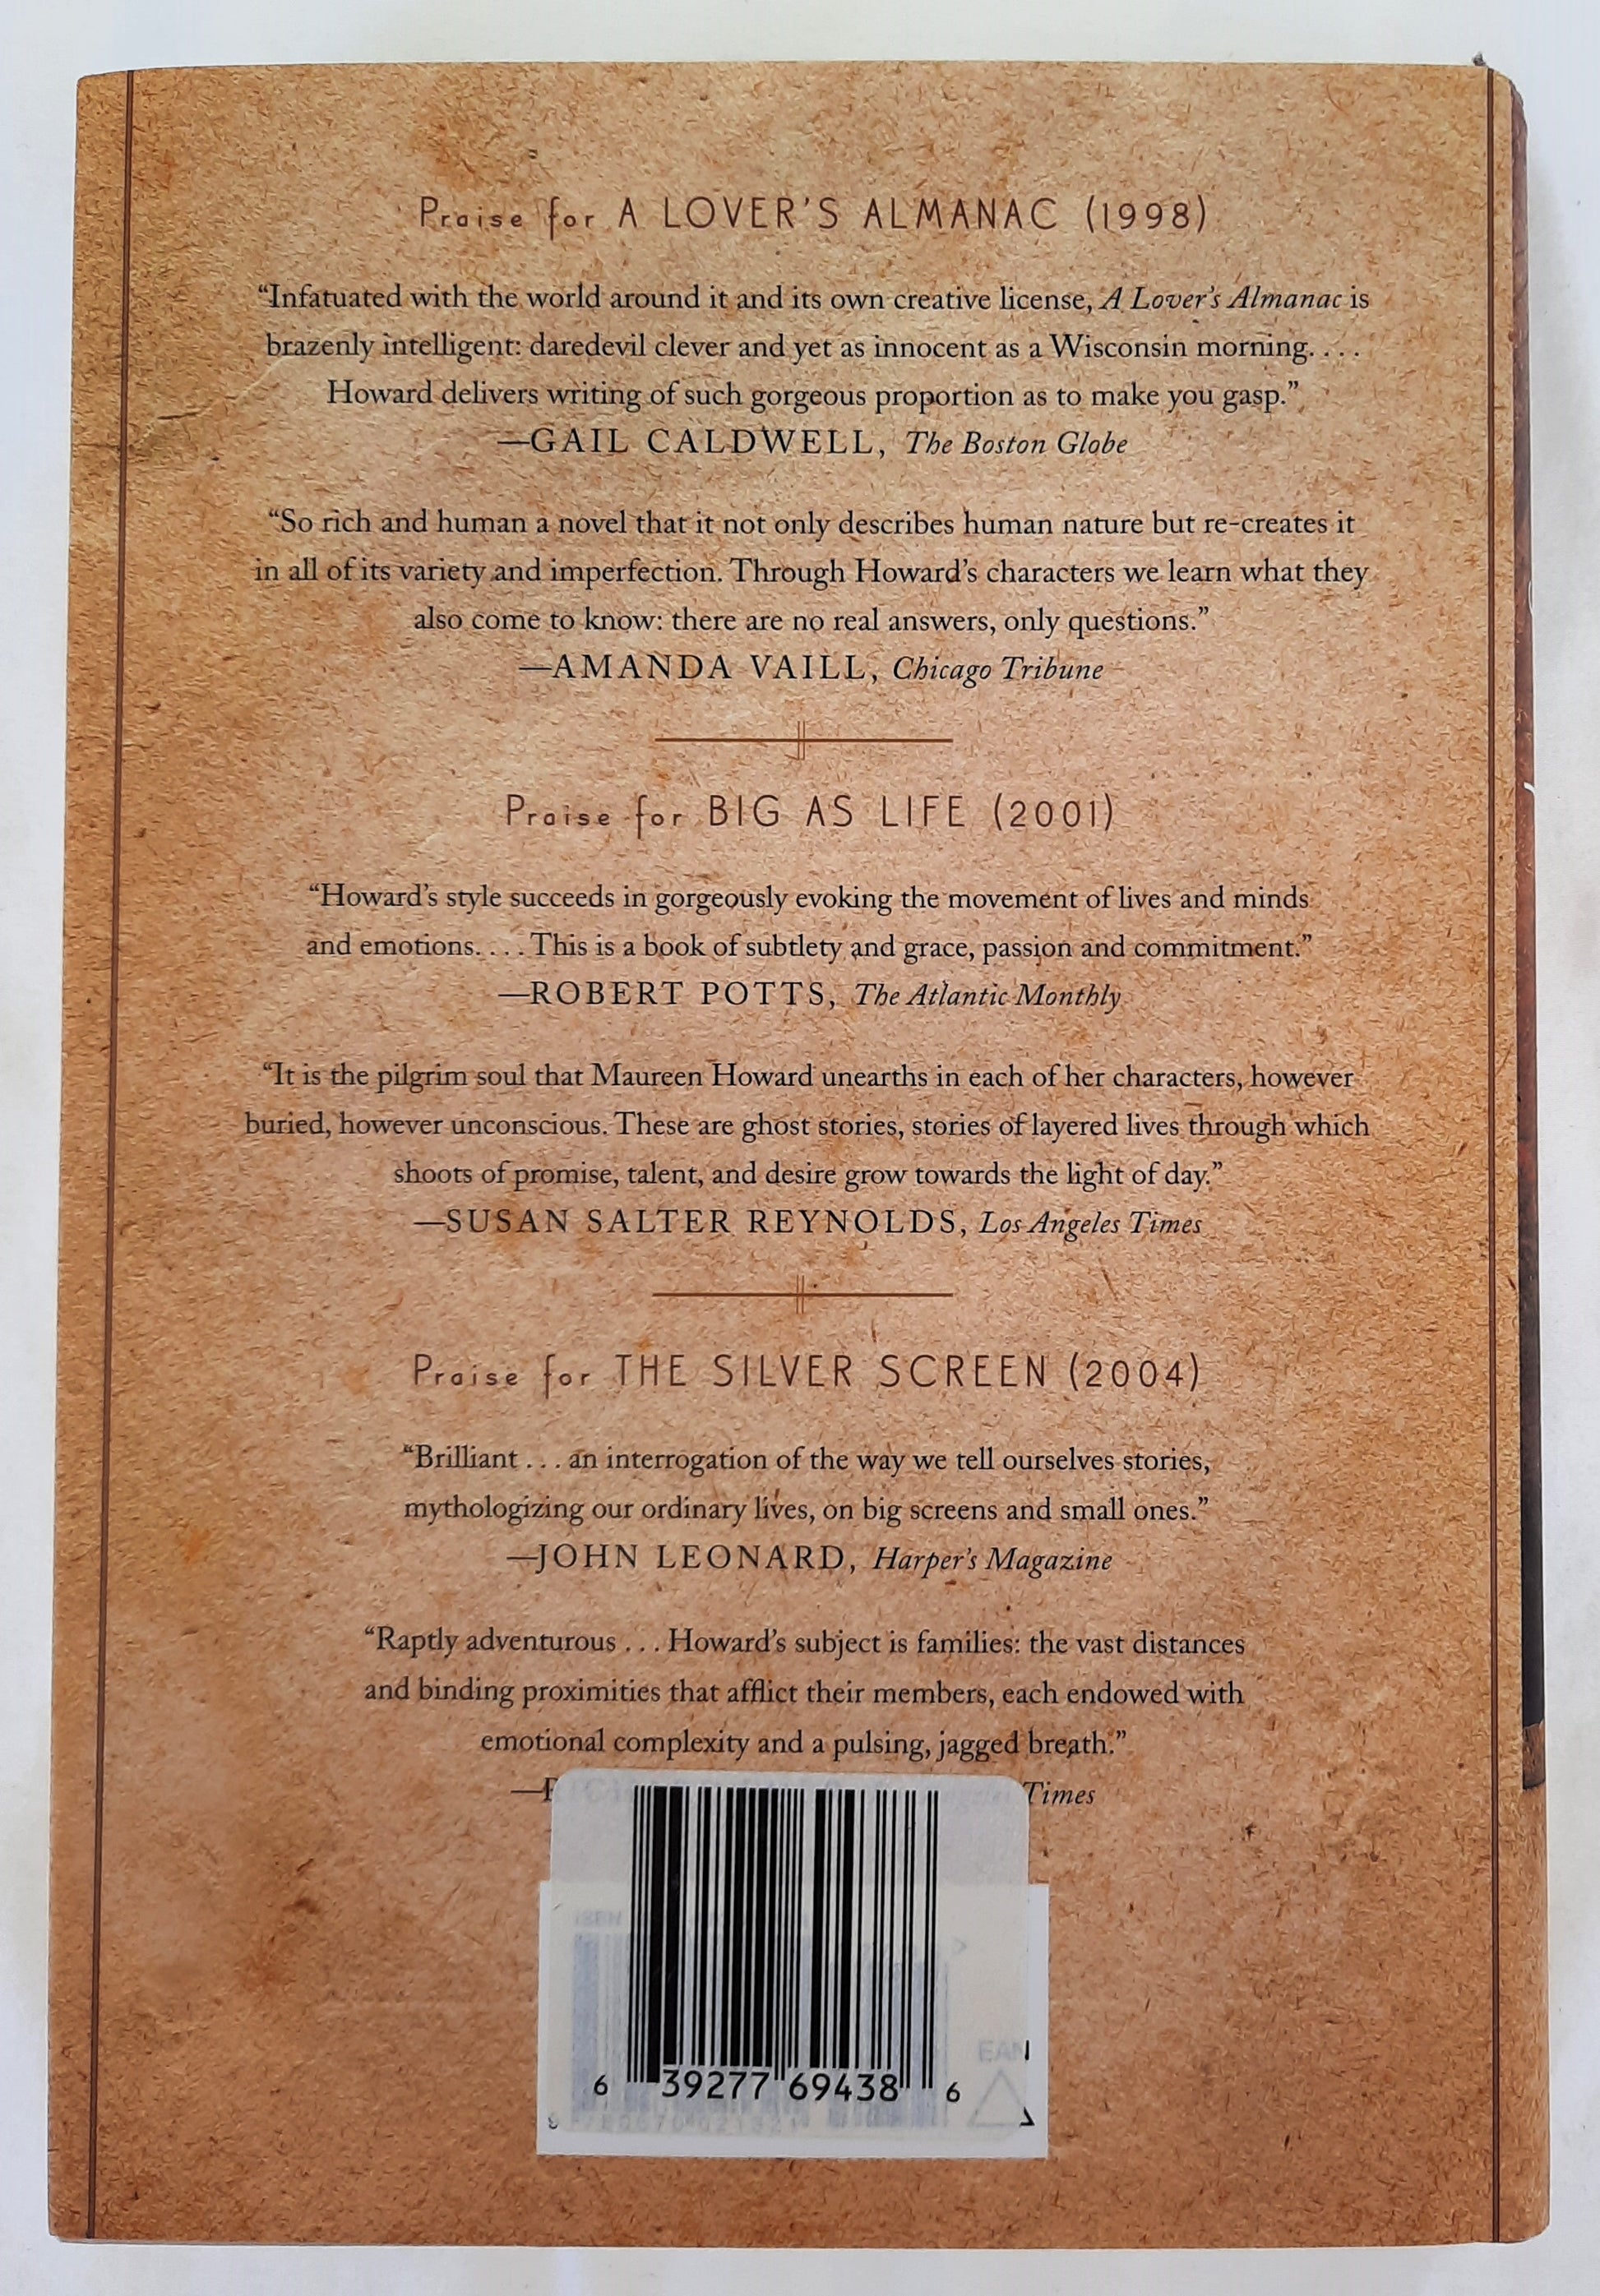 Praise for A LOVER'S ALMANAC (1998)
“Infatuated with the world around it and its own creative license, A Lover's Almanac is
brazenly intelligent: daredevil clever and yet as innocent as a Wisconsin morning. . . .
Howard delivers writing of such gorgeous proportion as to make you gasp.”
—GAIL CALDWELL, The Boston Globe
“So rich and human a novel that it not only describes human nature but re-creates it
in all of its variety and imperfection. Through Howard's characters we learn what they
also come to know: there are no real answers, only questions.”
—AMANDA VAILL, Chicago Tribune
Praise for BIG AS LIFE (2001)
“Howard's style succeeds in gorgeously evoking the movement of lives and minds
and emotions. . . . This is a book of subtlety and grace, passion and commitment.”
—ROBERT POTTS, The Atlantic Monthly
“It is the pilgrim soul that Maureen Howard unearths in each of her characters, however
buried, however unconscious. These are ghost stories, stories of layered lives through which
shoots of promise, talent, and desire grow towards the light of day.”
—SUSAN SALTER REYNOLDS, Los Angeles Times
Praise for THE SILVER SCREEN (2004)
“Brilliant . . . an interrogation of the way we tell ourselves stories,
mythologizing our ordinary lives, on big screens and small ones.”
—JOHN LEONARD, Harper's Magazine
“Raptly adventurous . . . Howard's subject is families: the vast distances
and binding proximities that afflict their members, each endowed with
emotional complexity and a pulsing, jagged breath.”
Times
ISBN
EAN
6 39277 69438 6